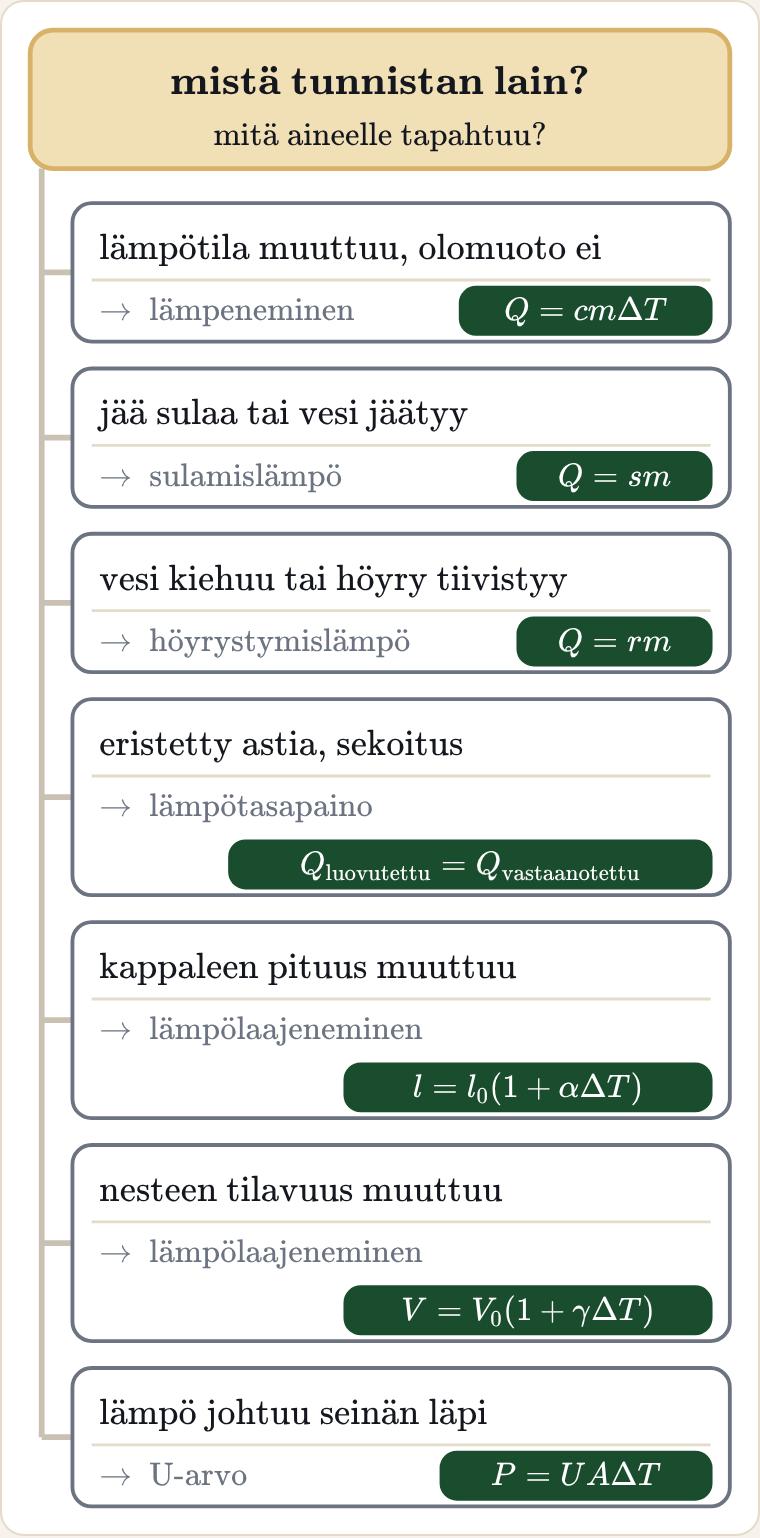 mistä tunnistan lain?
mitä aineelle tapahtuu?
lämpötila muuttuu, olomuoto ei
→ lämpeneminen Q = cmΔT
jää sulaa tai vesi jäätyy
→ sulamislämpö Q = sm
vesi kiehuu tai höyry tiivistyy
→ höyrystymislämpö Q = rm
eristetty astia, sekoitus
→ lämpötasapaino
Q_luovutettu = Q_vastaanotettu
kappaleen pituus muuttuu
→ lämpölaajeneminen
l = l₀(1 + αΔT)
nesteen tilavuus muuttuu
→ lämpölaajeneminen
V = V₀(1 + γΔT)
lämpö johtuu seinän läpi
→ U-arvo P = UAΔT